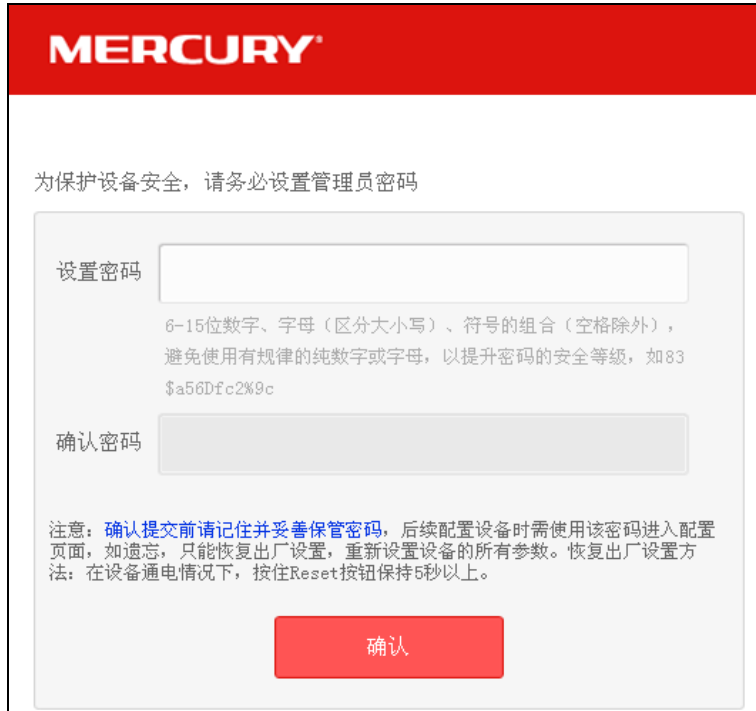 MERCURY
为保护设备安全，请务必设置管理员密码
设置密码
6-15位数字、字母（区分大小写）、符号的组合（空格除外），
避免使用有规律的纯数字或字母，以提升密码的安全等级，如83
$a56Dfc2%9c
确认密码
注意：确认提交前请记住并妥善保管密码，后续配置设备时需使用该密码进入配置
页面，如遗忘，只能恢复出厂设置，重新设置设备的所有参数。恢复出厂设置方
法：在设备通电情况下，按住Reset按钮保持5秒以上。
确认